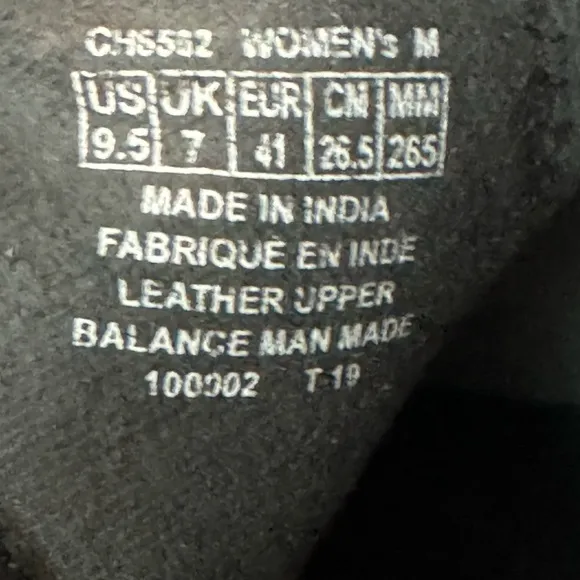 CH5582 WOMEN's M
US UK EUR CM MM
9.5 7 41 26.5 265
MADE IN INDIA
FABRIQUE EN INDE
LEATHER UPPER
BALANCE MAN MADE
100002 T-19